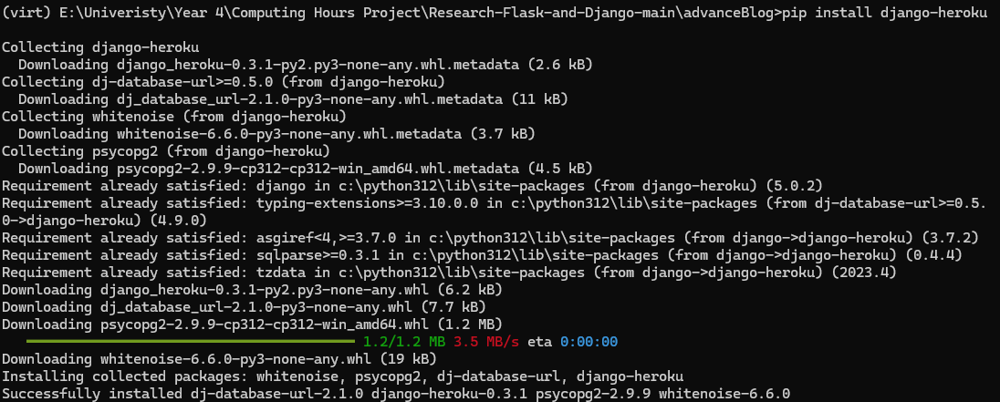 (virt) E:\Univeristy\Year 4\Computing Hours Project\Research-Flask-and-Django-main\advanceBlog>pip install django-heroku
Collecting django-heroku
  Downloading django_heroku-0.3.1-py2.py3-none-any.whl.metadata (2.6 kB)
Collecting dj-database-url>=0.5.0 (from django-heroku)
  Downloading dj_database_url-2.1.0-py3-none-any.whl.metadata (11 kB)
Collecting whitenoise (from django-heroku)
  Downloading whitenoise-6.6.0-py3-none-any.whl.metadata (3.7 kB)
Collecting psycopg2 (from django-heroku)
  Downloading psycopg2-2.9.9-cp312-cp312-win_amd64.whl.metadata (4.5 kB)
Requirement already satisfied: django in c:\python312\lib\site-packages (from django-heroku) (5.0.2)
Requirement already satisfied: typing-extensions>=3.10.0.0 in c:\python312\lib\site-packages (from dj-database-url>=0.5.
0->django-heroku) (4.9.0)
Requirement already satisfied: asgiref<4,>=3.7.0 in c:\python312\lib\site-packages (from django->django-heroku) (3.7.2)
Requirement already satisfied: sqlparse>=0.3.1 in c:\python312\lib\site-packages (from django->django-heroku) (0.4.4)
Requirement already satisfied: tzdata in c:\python312\lib\site-packages (from django->django-heroku) (2023.4)
Downloading django_heroku-0.3.1-py2.py3-none-any.whl (6.2 kB)
Downloading dj_database_url-2.1.0-py3-none-any.whl (7.7 kB)
Downloading psycopg2-2.9.9-cp312-cp312-win_amd64.whl (1.2 MB)
1.2/1.2 MB 3.5 MB/s eta 0:00:00
Downloading whitenoise-6.6.0-py3-none-any.whl (19 kB)
Installing collected packages: whitenoise, psycopg2, dj-database-url, django-heroku
Successfully installed dj-database-url-2.1.0 django-heroku-0.3.1 psycopg2-2.9.9 whitenoise-6.6.0